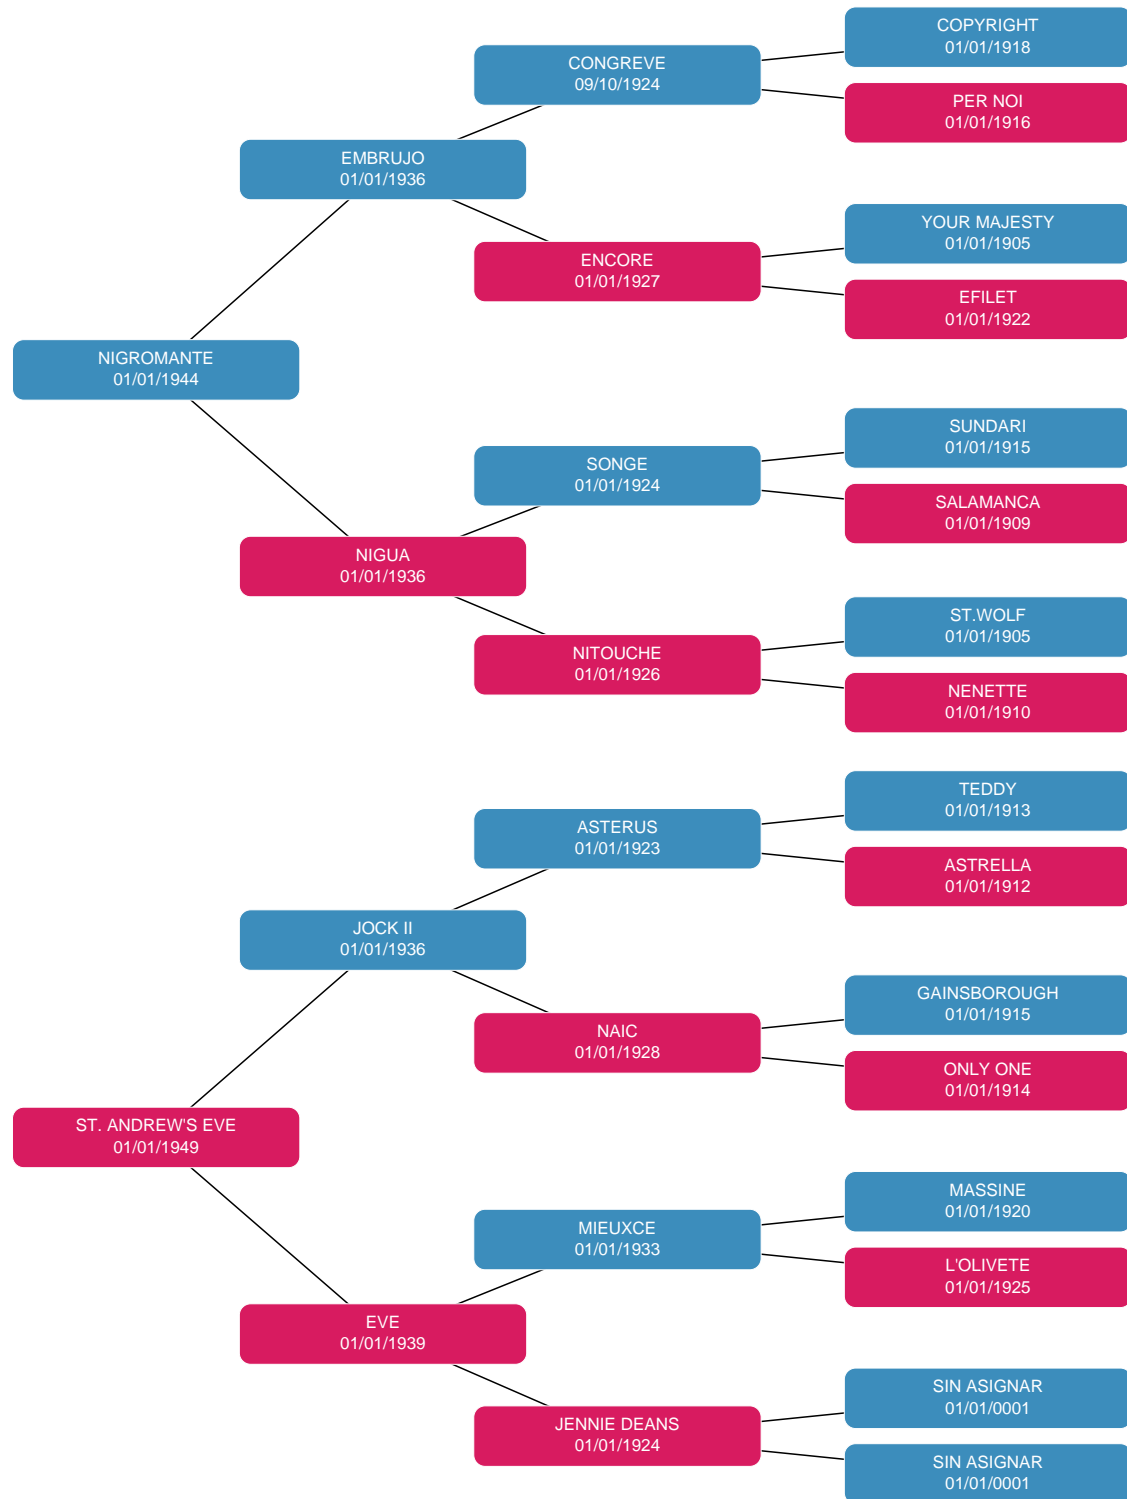 COPYRIGHT
01/01/1918
CONGREVE
09/10/1924
PER NOI
01/01/1916
EMBRUJO
01/01/1936
YOUR MAJESTY
01/01/1905
ENCORE
01/01/1927
EFILET
01/01/1922
NIGROMANTE
01/01/1944
SUNDARI
01/01/1915
SONGE
01/01/1924
SALAMANCA
01/01/1909
NIGUA
01/01/1936
ST.WOLF
01/01/1905
NITOUCHE
01/01/1926
NENETTE
01/01/1910
TEDDY
01/01/1913
ASTERUS
01/01/1923
ASTRELLA
01/01/1912
JOCK II
01/01/1936
GAINSBOROUGH
01/01/1915
NAIC
01/01/1928
ONLY ONE
01/01/1914
ST. ANDREW'S EVE
01/01/1949
MASSINE
01/01/1920
MIEUXCE
01/01/1933
L'OLIVETE
01/01/1925
EVE
01/01/1939
SIN ASIGNAR
01/01/0001
JENNIE DEANS
01/01/1924
SIN ASIGNAR
01/01/0001